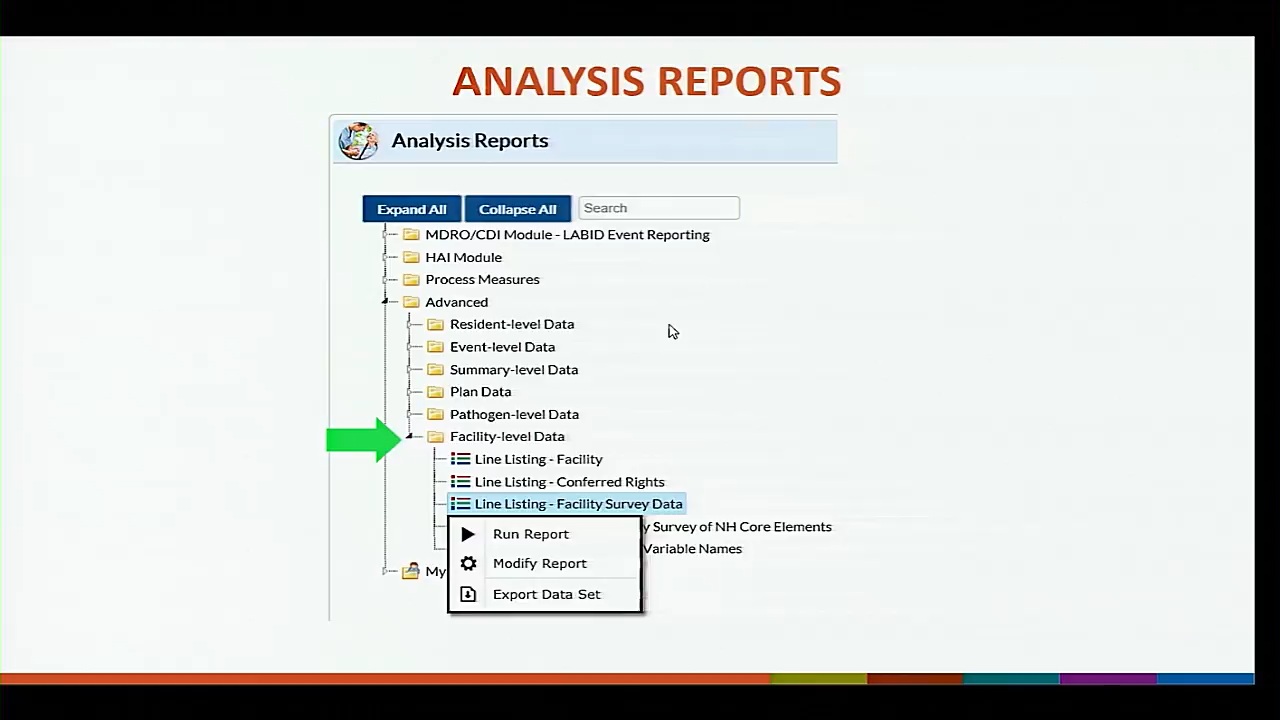 ANALYSIS REPORTS
Analysis Reports
Expand All Collapse All Search
MDRO/CDI Module - LABID Event Reporting
HAI Module
Process Measures
Advanced
Resident-level Data
Event-level Data
Summary-level Data
Plan Data
Pathogen-level Data
Facility-level Data
Line Listing - Facility
Line Listing - Conferred Rights
Line Listing - Facility Survey Data
y Survey of NH Core Elements
Variable Names
My
Run Report
Modify Report
Export Data Set